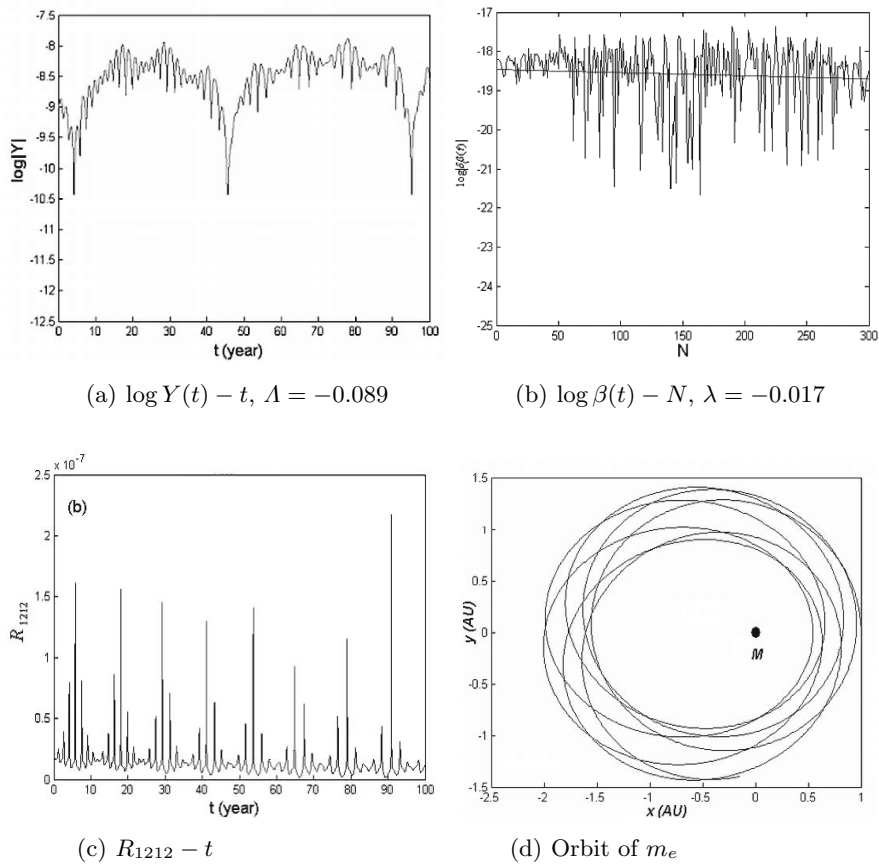 -7.5
-8
-8.5
-9
-9.5
-10
-10.5
-11
-11.5
-12
-12.5
log|Y|
0 10 20 30 40 50 60 70 80 90 100
t (year)
(a) log Y(t) − t, Λ = −0.089
-17
-18
-19
-20
-21
-22
-23
-24
-25
0 50 100 150 200 250 300
N
(b) log β(t) − N, λ = −0.017
x 10⁻⁷
2.5
2
1.5
1
0.5
0
(b)
R₁₂₁₂
0 10 20 30 40 50 60 70 80 90 100
t (year)
(c) R₁₂₁₂ − t
1.5
1
0.5
0
-0.5
-1
-1.5
y (AU)
M
-2.5 -2 -1.5 -1 -0.5 0 0.5 1
x (AU)
(d) Orbit of mₑ